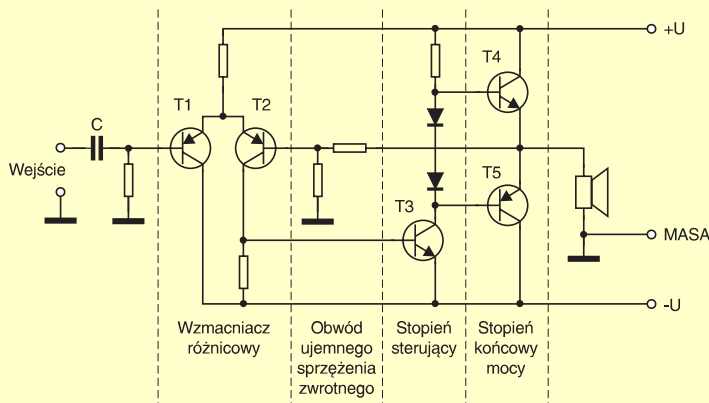 +U
T4
T1
T2
C
Wejście
T5
T3
MASA
-U
Wzmacniacz
różnicowy
Obwód
ujemnego
sprzężenia
zwrotnego
Stopień
sterujący
Stopień
końcowy
mocy